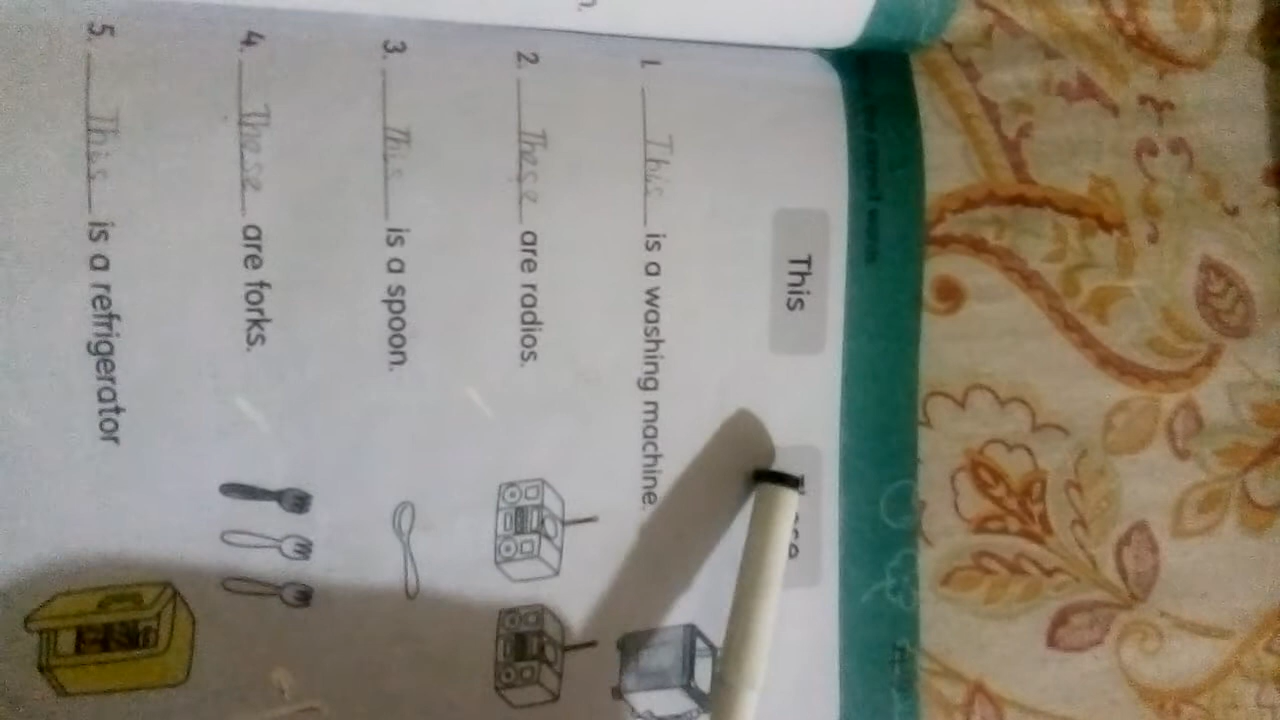 This
1. This is a washing machine.
2. These are radios.
3. This is a spoon.
4. These are forks.
5. This is a refrigerator